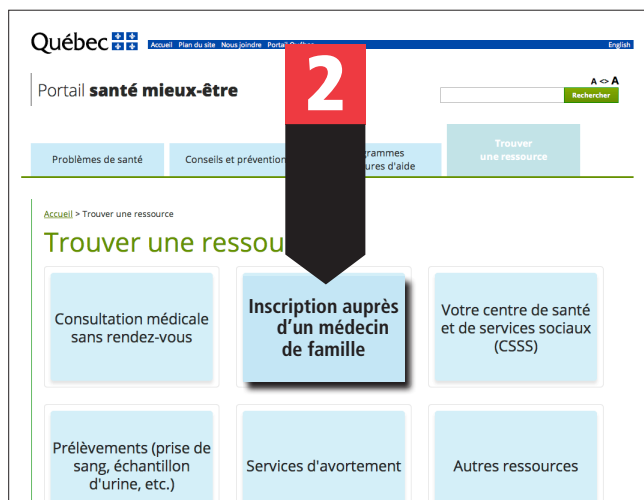 Québec
Accueil Plan du site Nous joindre Portail Québec English
2
Portail santé mieux-être
A <> A
Rechercher
Problèmes de santé
Conseils et prévention
grammes
ures d'aide
Trouver
une ressource
Accueil > Trouver une ressource
Trouver une ressou
Consultation médicale
sans rendez-vous
Inscription auprès
d'un médecin
de famille
Votre centre de santé
et de services sociaux
(CSSS)
Prélèvements (prise de
sang, échantillon
d'urine, etc.)
Services d'avortement
Autres ressources